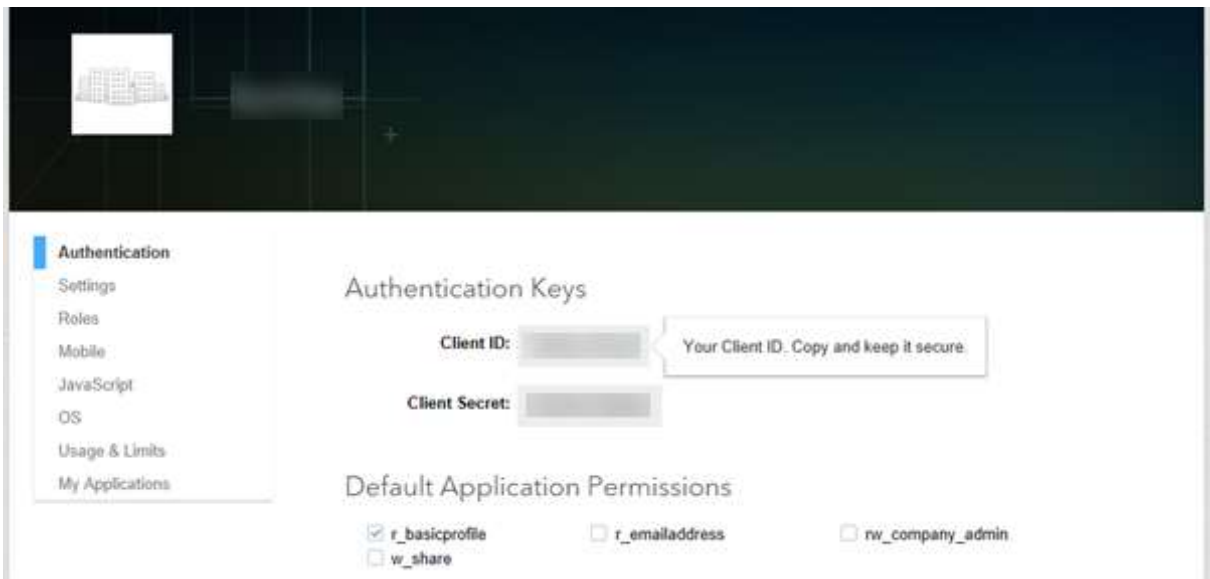 Authentication
Settings
Roles
Mobile
JavaScript
OS
Usage & Limits
My Applications
Authentication Keys
Client ID:
Your Client ID. Copy and keep it secure.
Client Secret:
Default Application Permissions
r_basicprofile r_emailaddress rw_company_admin
w_share